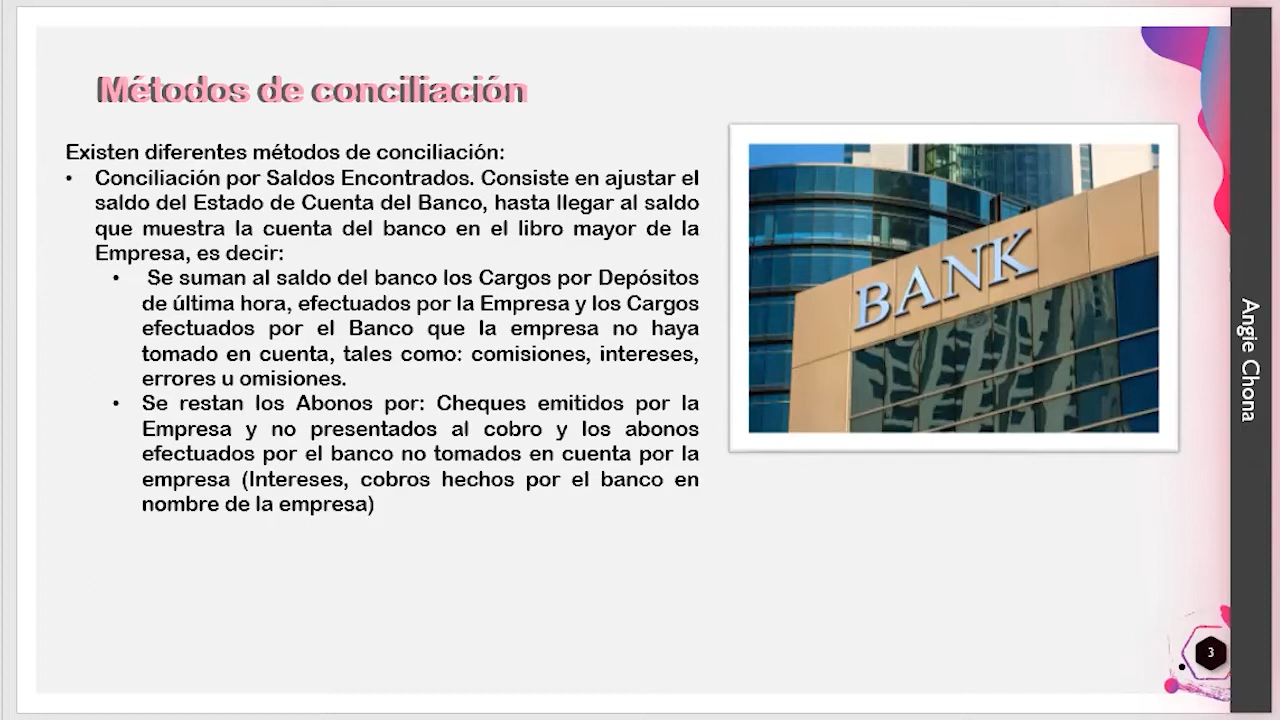 Métodos de conciliación
Existen diferentes métodos de conciliación:
• Conciliación por Saldos Encontrados. Consiste en ajustar el
saldo del Estado de Cuenta del Banco, hasta llegar al saldo
que muestra la cuenta del banco en el libro mayor de la
Empresa, es decir:
• Se suman al saldo del banco los Cargos por Depósitos
de última hora, efectuados por la Empresa y los Cargos
efectuados por el Banco que la empresa no haya
tomado en cuenta, tales como: comisiones, intereses,
errores u omisiones.
• Se restan los Abonos por: Cheques emitidos por la
Empresa y no presentados al cobro y los abonos
efectuados por el banco no tomados en cuenta por la
empresa (Intereses, cobros hechos por el banco en
nombre de la empresa)
BANK
Angie Chona
3